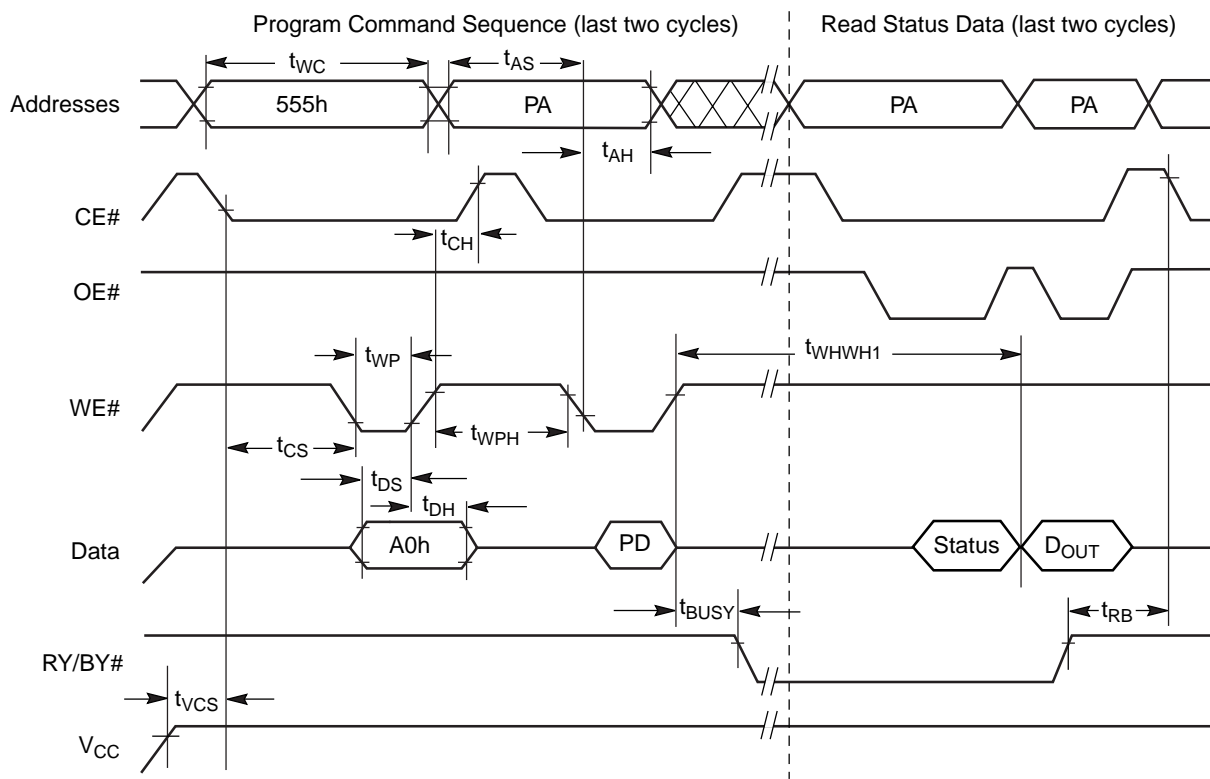 Program Command Sequence (last two cycles)
Read Status Data (last two cycles)
tWC
tAS
Addresses
555h
PA
PA
PA
tAH
CE#
tCH
OE#
tWP
tWHWH1
WE#
tCS
tWPH
tDS
tDH
Data
A0h
PD
Status
DOUT
tBUSY
tRB
RY/BY#
tVCS
VCC